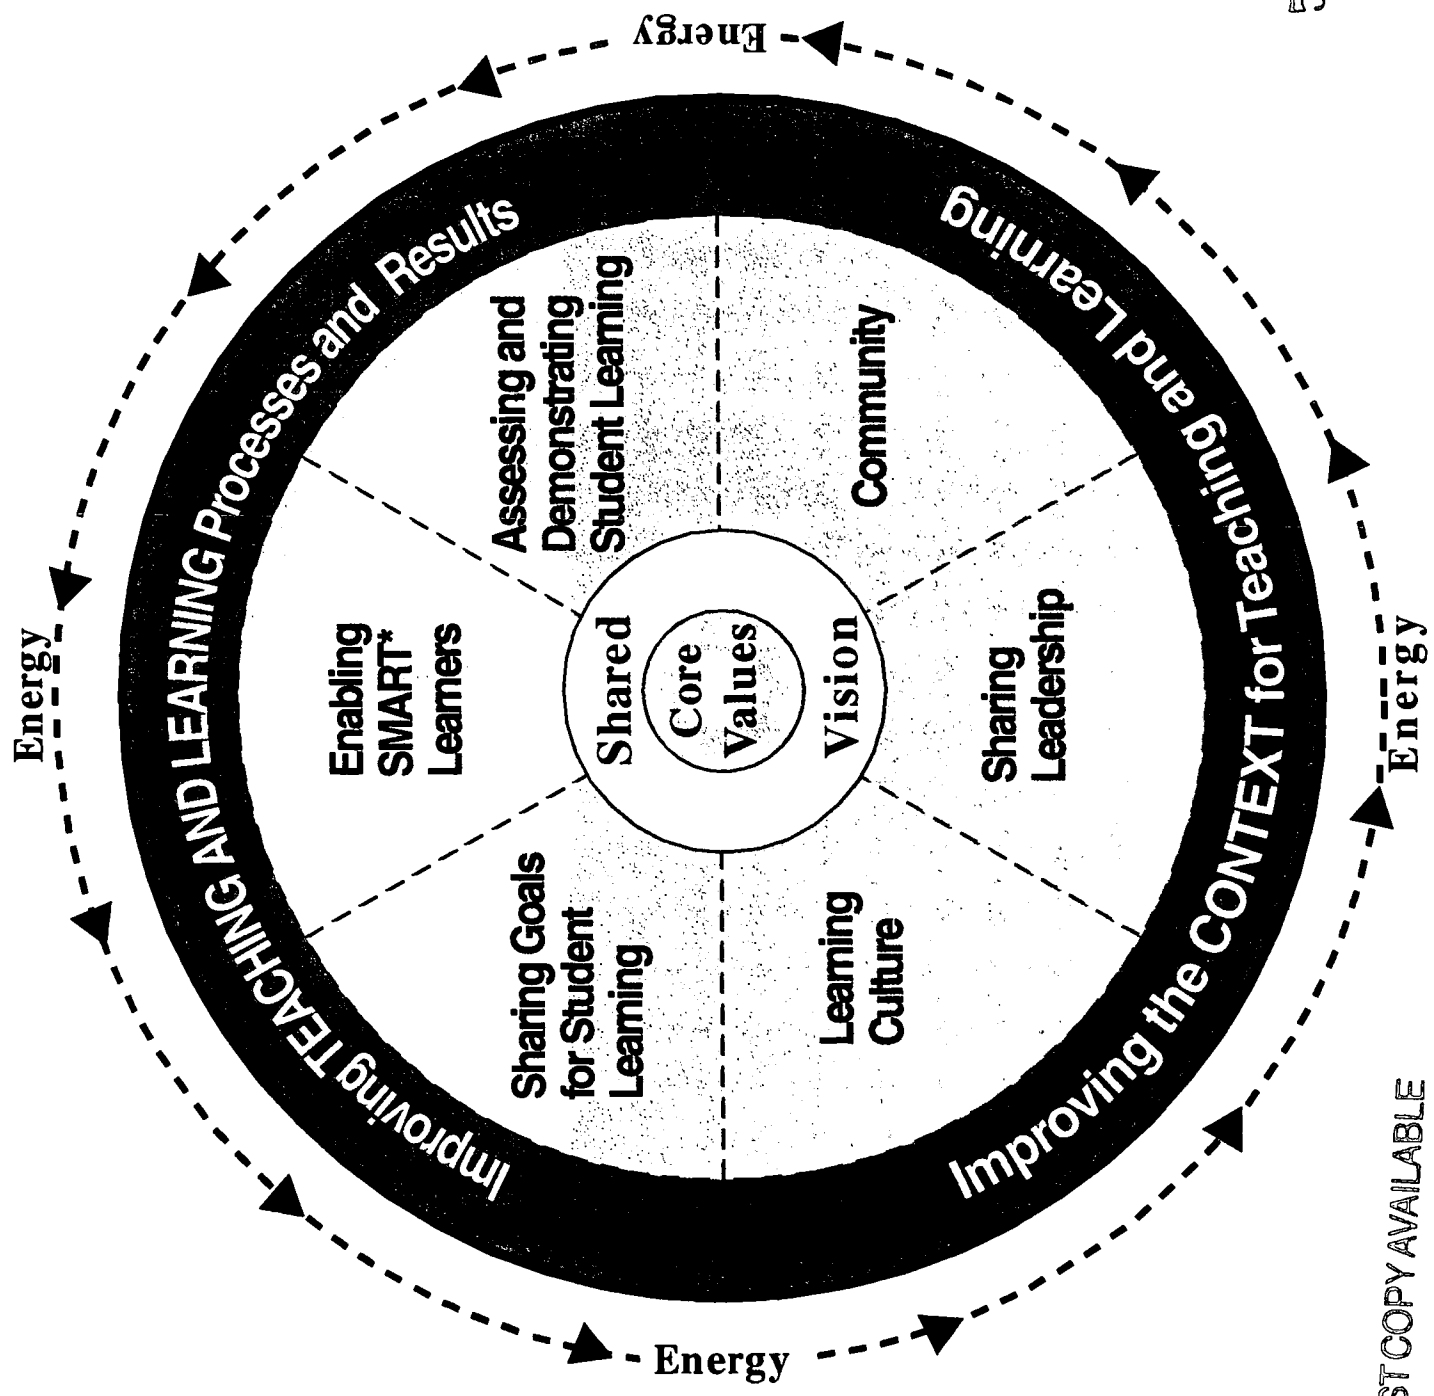 Energy
Improving TEACHING AND LEARNING Processes and Results
Enabling
SMART*
Learners
Sharing Goals
for Student
Learning
Assessing and
Demonstrating
Student Learning
Shared
Core
Values
Vision
Learning
Culture
Sharing
Leadership
Community
Improving the CONTEXT for Teaching and Learning
Energy
Energy
Energy
COPY AVAILABLE